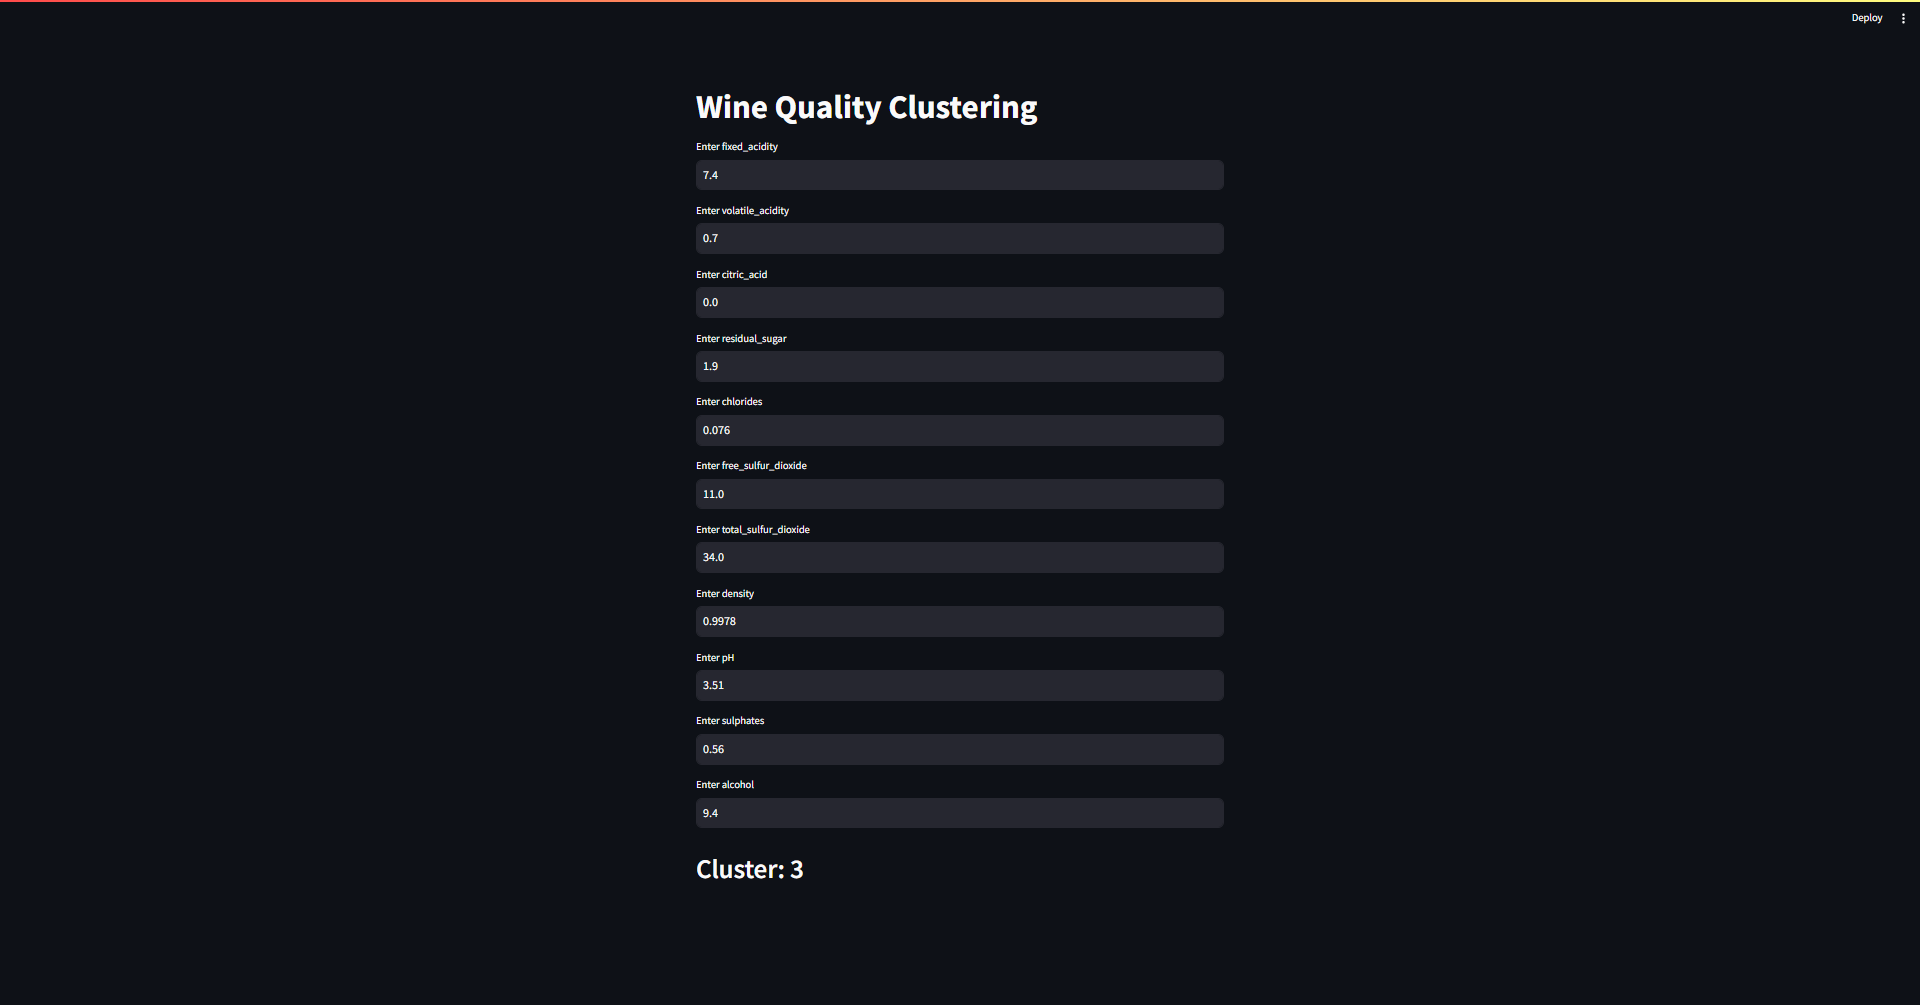 Deploy
Wine Quality Clustering
Enter fixed_acidity
7.4
Enter volatile_acidity
0.7
Enter citric_acid
0.0
Enter residual_sugar
1.9
Enter chlorides
0.076
Enter free_sulfur_dioxide
11.0
Enter total_sulfur_dioxide
34.0
Enter density
0.9978
Enter pH
3.51
Enter sulphates
0.56
Enter alcohol
9.4
Cluster: 3